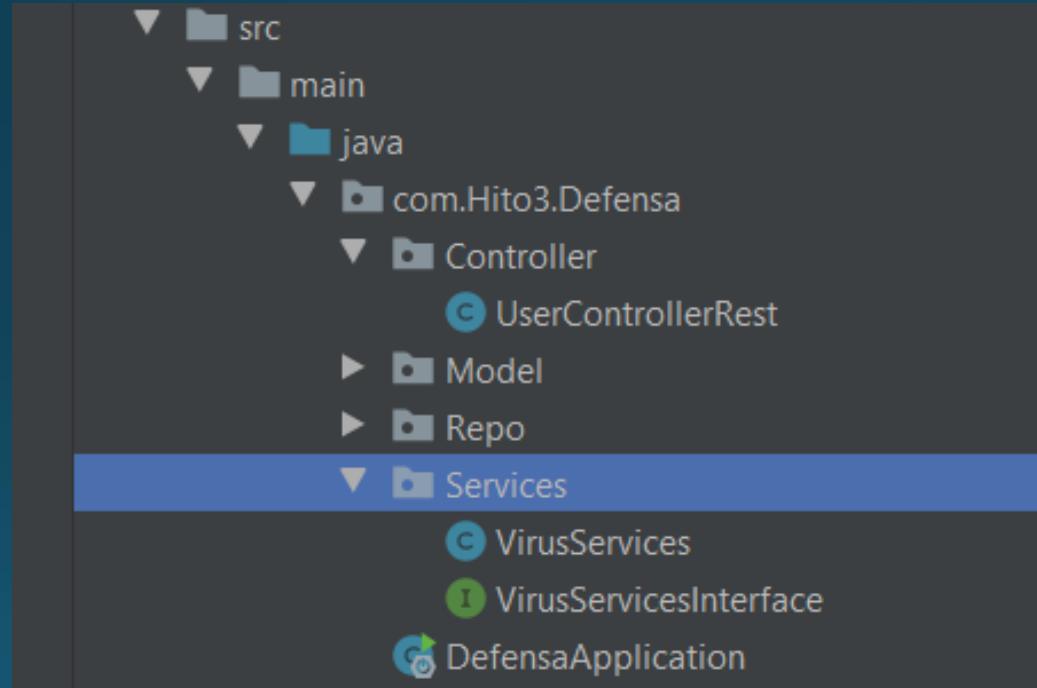 src
main
java
com.Hito3.Defensa
Controller
C UserControllerRest
Model
Repo
Services
C VirusServices
I VirusServicesInterface
DefensaApplication